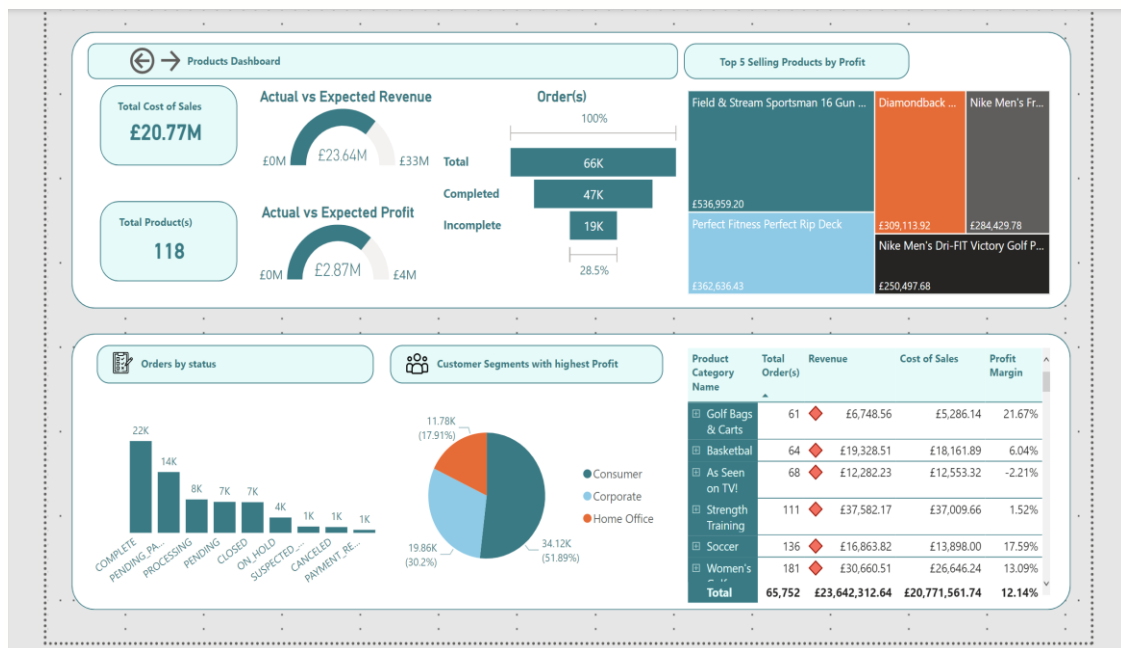 Products Dashboard
Top 5 Selling Products by Profit
Total Cost of Sales
£20.77M
Actual vs Expected Revenue
£0M
£23.64M
£33M
Order(s)
100%
Total
66K
Completed
47K
Incomplete
19K
28.5%
Total Product(s)
118
Actual vs Expected Profit
£0M
£2.87M
£4M
Field & Stream Sportsman 16 Gun ...
£536,959.20
Perfect Fitness Perfect Rip Deck
£362,636.43
Diamondback ...
£309,113.92
Nike Men's Fr...
£284,429.78
Nike Men's Dri-FIT Victory Golf P...
£250,497.68
Orders by status
22K
14K
8K
7K
7K
4K
1K
1K
1K
COMPLETE
PENDING_PA...
PROCESSING
PENDING
CLOSED
ON_HOLD
SUSPECTED_...
CANCELED
PAYMENT_RE...
Customer Segments with highest Profit
11.78K
(17.91%)
19.86K
(30.2%)
34.12K
(51.89%)
Consumer
Corporate
Home Office
Product Category Name Total Order(s) Revenue Cost of Sales Profit Margin
Golf Bags & Carts 61 £6,748.56 £5,286.14 21.67%
Basketbal 64 £19,328.51 £18,161.89 6.04%
As Seen on TV! 68 £12,282.23 £12,553.32 -2.21%
Strength Training 111 £37,582.17 £37,009.66 1.52%
Soccer 136 £16,863.82 £13,898.00 17.59%
Women's 181 £30,660.51 £26,646.24 13.09%
Total 65,752 £23,642,312.64 £20,771,561.74 12.14%